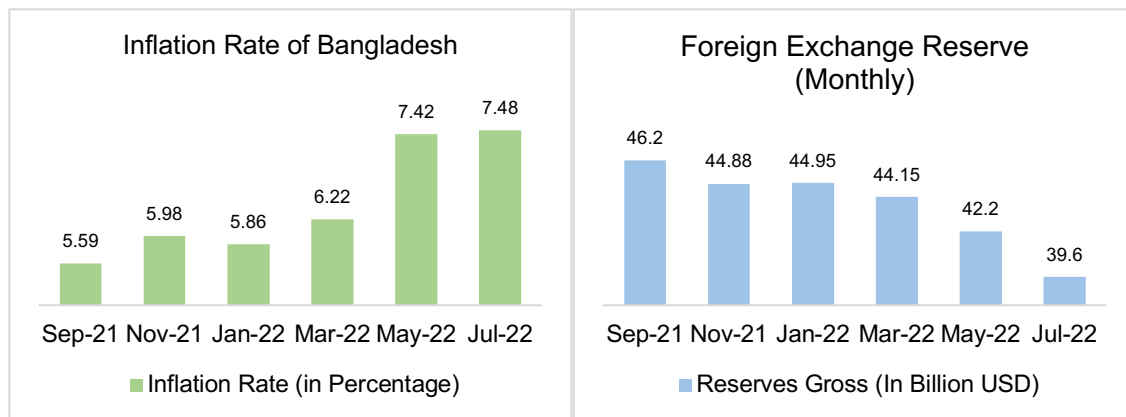 Inflation Rate of Bangladesh
7.42
7.48
6.22
5.98
5.86
5.59
Sep-21 Nov-21 Jan-22 Mar-22 May-22 Jul-22
Inflation Rate (in Percentage)
Foreign Exchange Reserve
(Monthly)
46.2
44.88
44.95
44.15
42.2
39.6
Sep-21 Nov-21 Jan-22 Mar-22 May-22 Jul-22
Reserves Gross (In Billion USD)